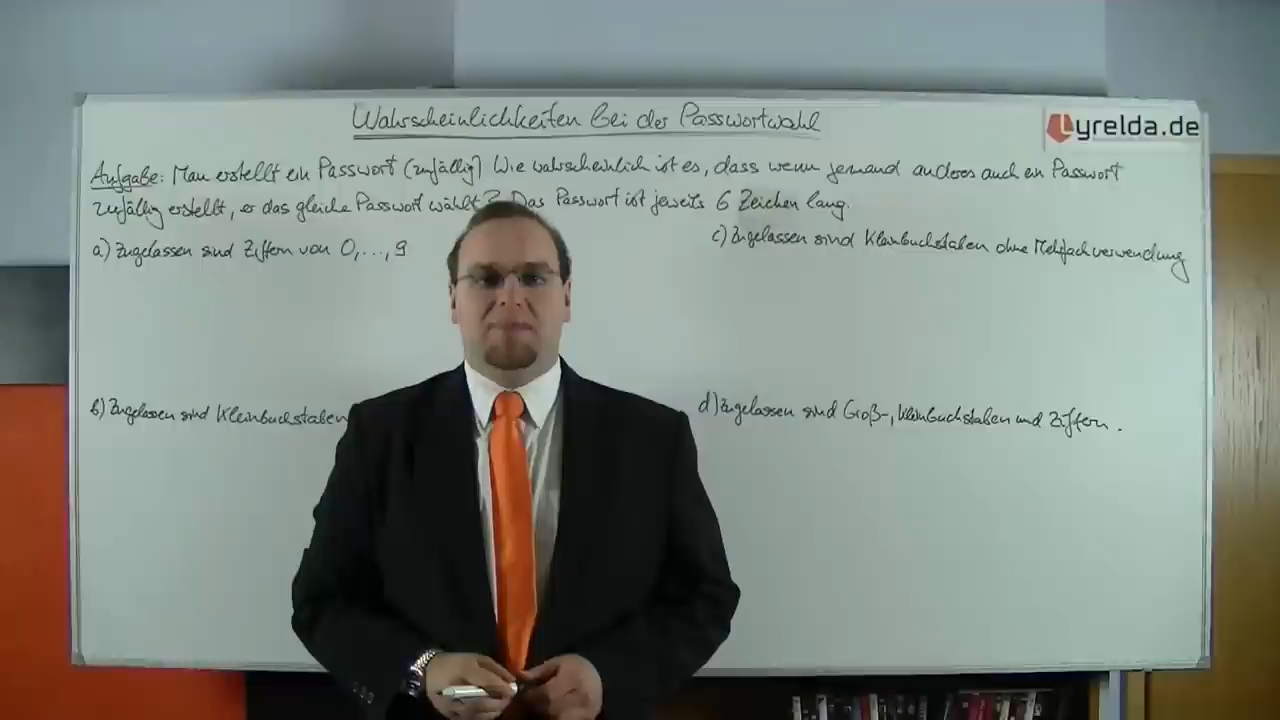 Wahrscheinlichkeiten bei der Passwortwahl
Lyrelda.de
Aufgabe: Man erstellt ein Passwort (zufällig) Wie wahrscheinlich ist es, dass wenn jemand anderes auch ein Passwort
zufällig erstellt, er das gleiche Passwort wählt? Das Passwort ist jeweils 6 Zeichen lang.
a) Zugelassen sind Ziffern von 0,...,9
c) Zugelassen sind Kleinbuchstaben ohne Mehrfachverwendung
b) Zugelassen sind Kleinbuchstaben
d) Zugelassen sind Groß-, Kleinbuchstaben und Ziffern.